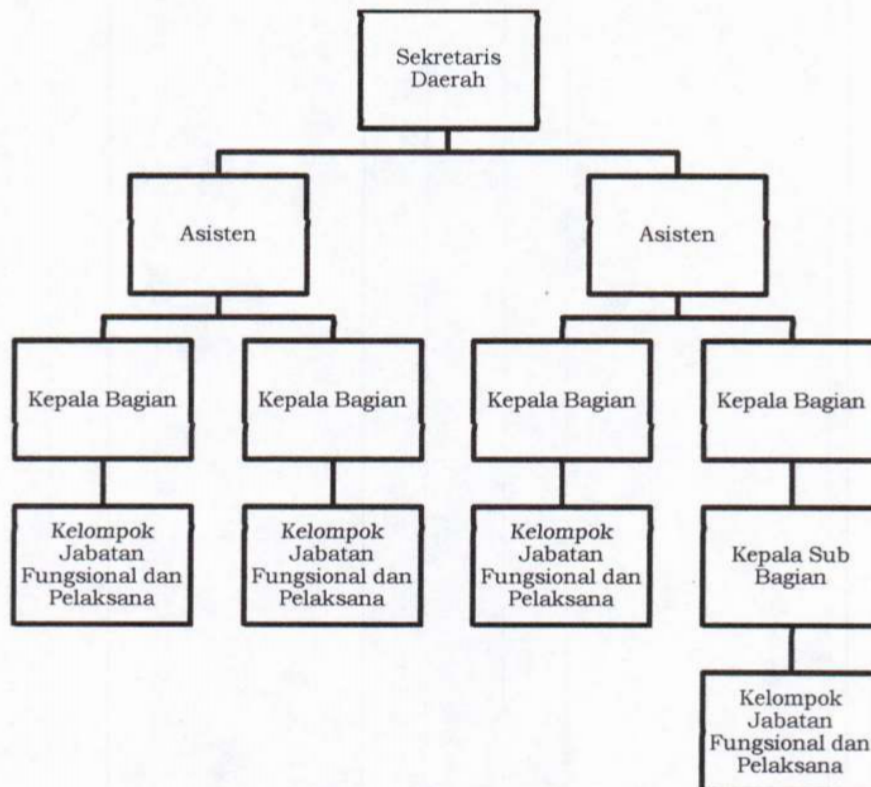 Sekretaris
Daerah
Asisten
Asisten
Kepala Bagian
Kepala Bagian
Kepala Bagian
Kepala Bagian
Kelompok
Jabatan
Fungsional dan
Pelaksana
Kelompok
Jabatan
Fungsional dan
Pelaksana
Kelompok
Jabatan
Fungsional dan
Pelaksana
Kepala Sub
Bagian
Kelompok
Jabatan
Fungsional dan
Pelaksana